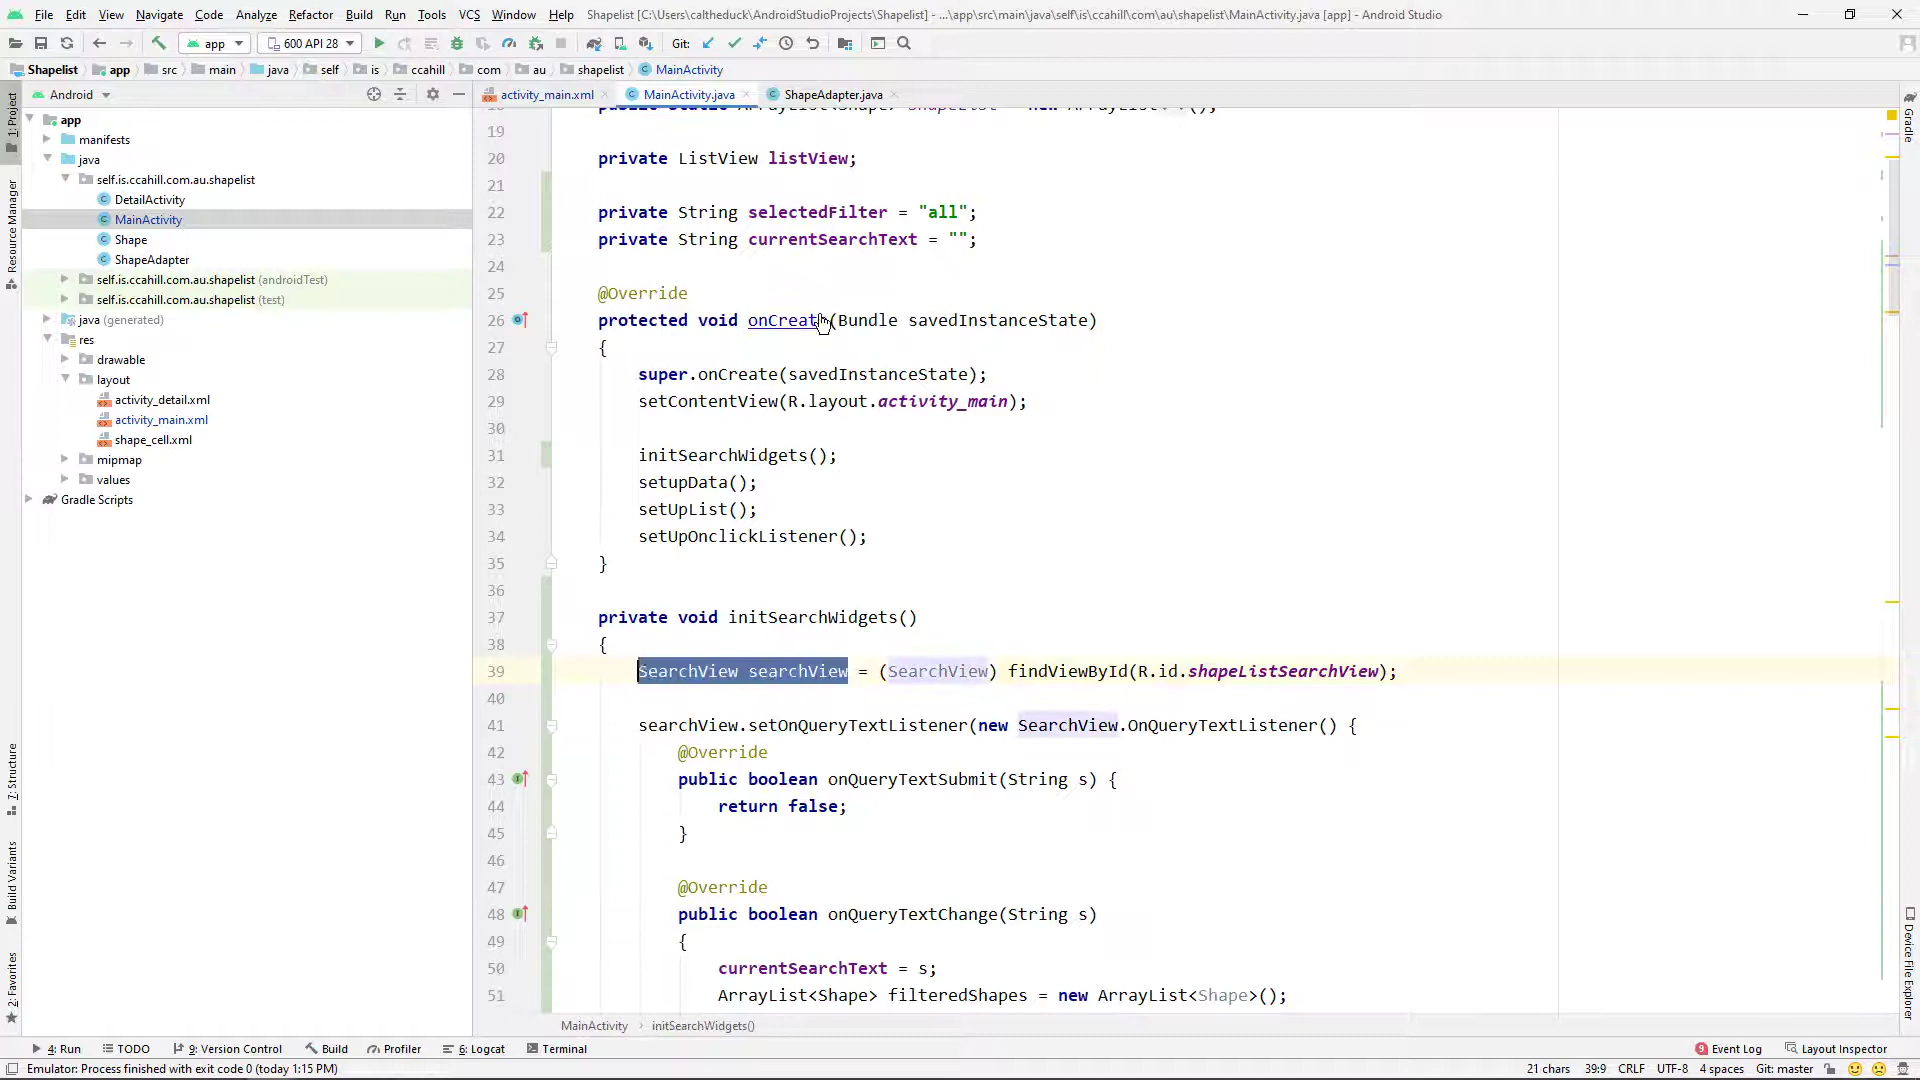 File Edit View Navigate Code Analyze Refactor Build Run Tools VCS Window Help Shapelist [C:\Users\caltheduck\AndroidStudioProjects\Shapelist] - ...\app\src\main\java\self\is\ccahill\com\au\shapelist\MainActivity.java [app] - Android Studio
app 600 API 28 Git:
Shapelist app src main java self is ccahill com au shapelist MainActivity
Android activity_main.xml MainActivity.java ShapeAdapter.java
1: Project
Resource Manager
7: Structure
Build Variants
2: Favorites
app
manifests
java
self.is.ccahill.com.au.shapelist
DetailActivity
MainActivity
Shape
ShapeAdapter
self.is.ccahill.com.au.shapelist (androidTest)
self.is.ccahill.com.au.shapelist (test)
java (generated)
res
drawable
layout
activity_detail.xml
activity_main.xml
shape_cell.xml
mipmap
values
Gradle Scripts
19
20 private ListView listView;
21
22 private String selectedFilter = "all";
23 private String currentSearchText = "";
24
25 @Override
26 protected void onCreate(Bundle savedInstanceState)
27 {
28 super.onCreate(savedInstanceState);
29 setContentView(R.layout.activity_main);
30
31 initSearchWidgets();
32 setupData();
33 setUpList();
34 setUpOnclickListener();
35 }
36
37 private void initSearchWidgets()
38 {
39 SearchView searchView = (SearchView) findViewById(R.id.shapeListSearchView);
40
41 searchView.setOnQueryTextListener(new SearchView.OnQueryTextListener() {
42 @Override
43 public boolean onQueryTextSubmit(String s) {
44 return false;
45 }
46
47 @Override
48 public boolean onQueryTextChange(String s)
49 {
50 currentSearchText = s;
51 ArrayList<Shape> filteredShapes = new ArrayList<Shape>();
MainActivity › initSearchWidgets()
Gradle
Device File Explorer
4: Run TODO 9: Version Control Build Profiler 6: Logcat Terminal 9 Event Log Layout Inspector
Emulator: Process finished with exit code 0 (today 1:15 PM) 21 chars 39:9 CRLF UTF-8 4 spaces Git: master